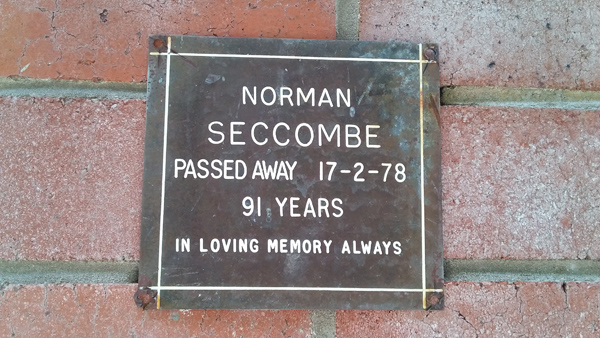 NORMAN
SECCOMBE
PASSED AWAY 17-2-78
91 YEARS
IN LOVING MEMORY ALWAYS